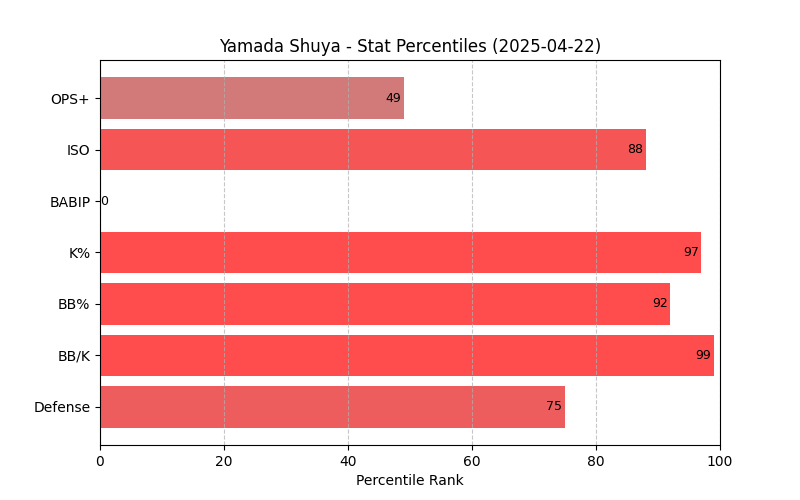 Yamada Shuya - Stat Percentiles (2025-04-22)
OPS+ 49
ISO 88
BABIP 0
K% 97
BB% 92
BB/K 99
Defense 75
0 20 40 60 80 100
Percentile Rank